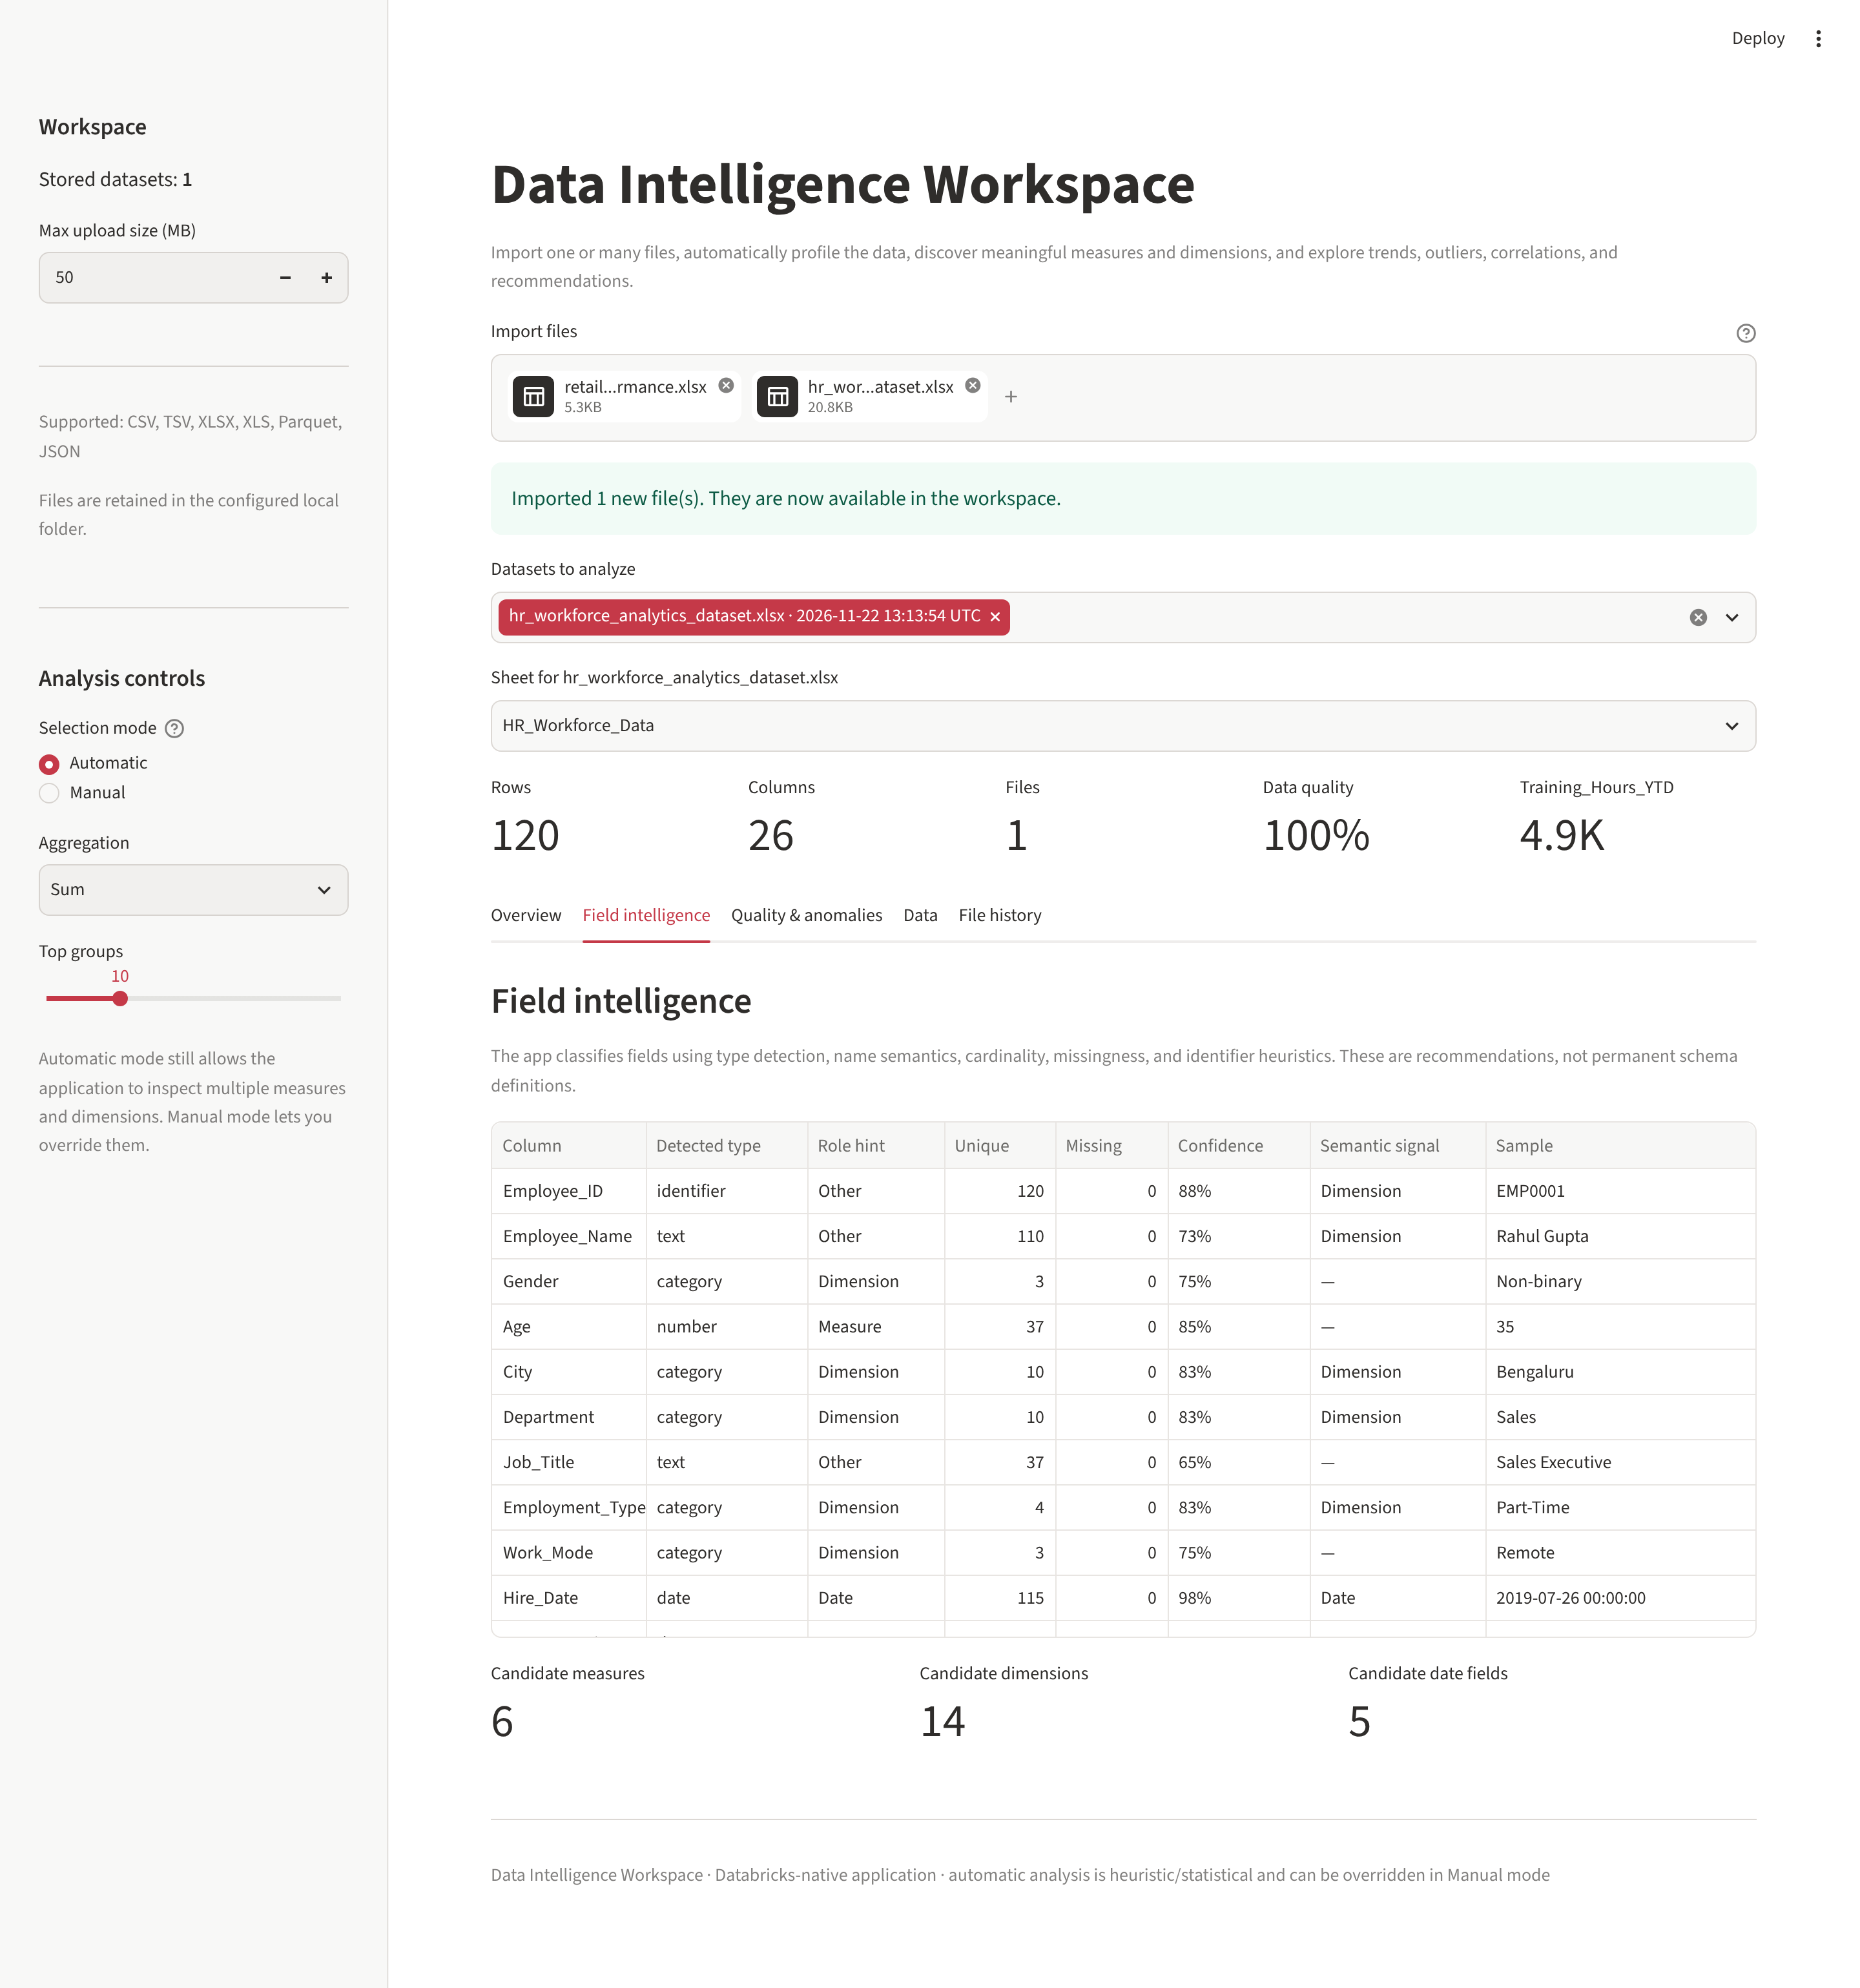 Deploy
Workspace
Stored datasets: 1
Max upload size (MB)
50
Supported: CSV, TSV, XLSX, XLS, Parquet,
JSON
Files are retained in the configured local
folder.
Analysis controls
Selection mode
Automatic
Manual
Aggregation
Sum
Top groups
10
Automatic mode still allows the
application to inspect multiple measures
and dimensions. Manual mode lets you
override them.
Data Intelligence Workspace
Import one or many files, automatically profile the data, discover meaningful measures and dimensions, and explore trends, outliers, correlations, and
recommendations.
Import files
retail...rmance.xlsx
5.3KB
hr_wor...ataset.xlsx
20.8KB
Imported 1 new file(s). They are now available in the workspace.
Datasets to analyze
hr_workforce_analytics_dataset.xlsx · 2026-11-22 13:13:54 UTC
Sheet for hr_workforce_analytics_dataset.xlsx
HR_Workforce_Data
Rows Columns Files Data quality Training_Hours_YTD
120 26 1 100% 4.9K
Overview Field intelligence Quality & anomalies Data File history
Field intelligence
The app classifies fields using type detection, name semantics, cardinality, missingness, and identifier heuristics. These are recommendations, not permanent schema
definitions.
Column Detected type Role hint Unique Missing Confidence Semantic signal Sample
Employee_ID identifier Other 120 0 88% Dimension EMP0001
Employee_Name text Other 110 0 73% Dimension Rahul Gupta
Gender category Dimension 3 0 75% — Non-binary
Age number Measure 37 0 85% — 35
City category Dimension 10 0 83% Dimension Bengaluru
Department category Dimension 10 0 83% Dimension Sales
Job_Title text Other 37 0 65% — Sales Executive
Employment_Type category Dimension 4 0 83% Dimension Part-Time
Work_Mode category Dimension 3 0 75% — Remote
Hire_Date date Date 115 0 98% Date 2019-07-26 00:00:00
Candidate measures Candidate dimensions Candidate date fields
6 14 5
Data Intelligence Workspace · Databricks-native application · automatic analysis is heuristic/statistical and can be overridden in Manual mode